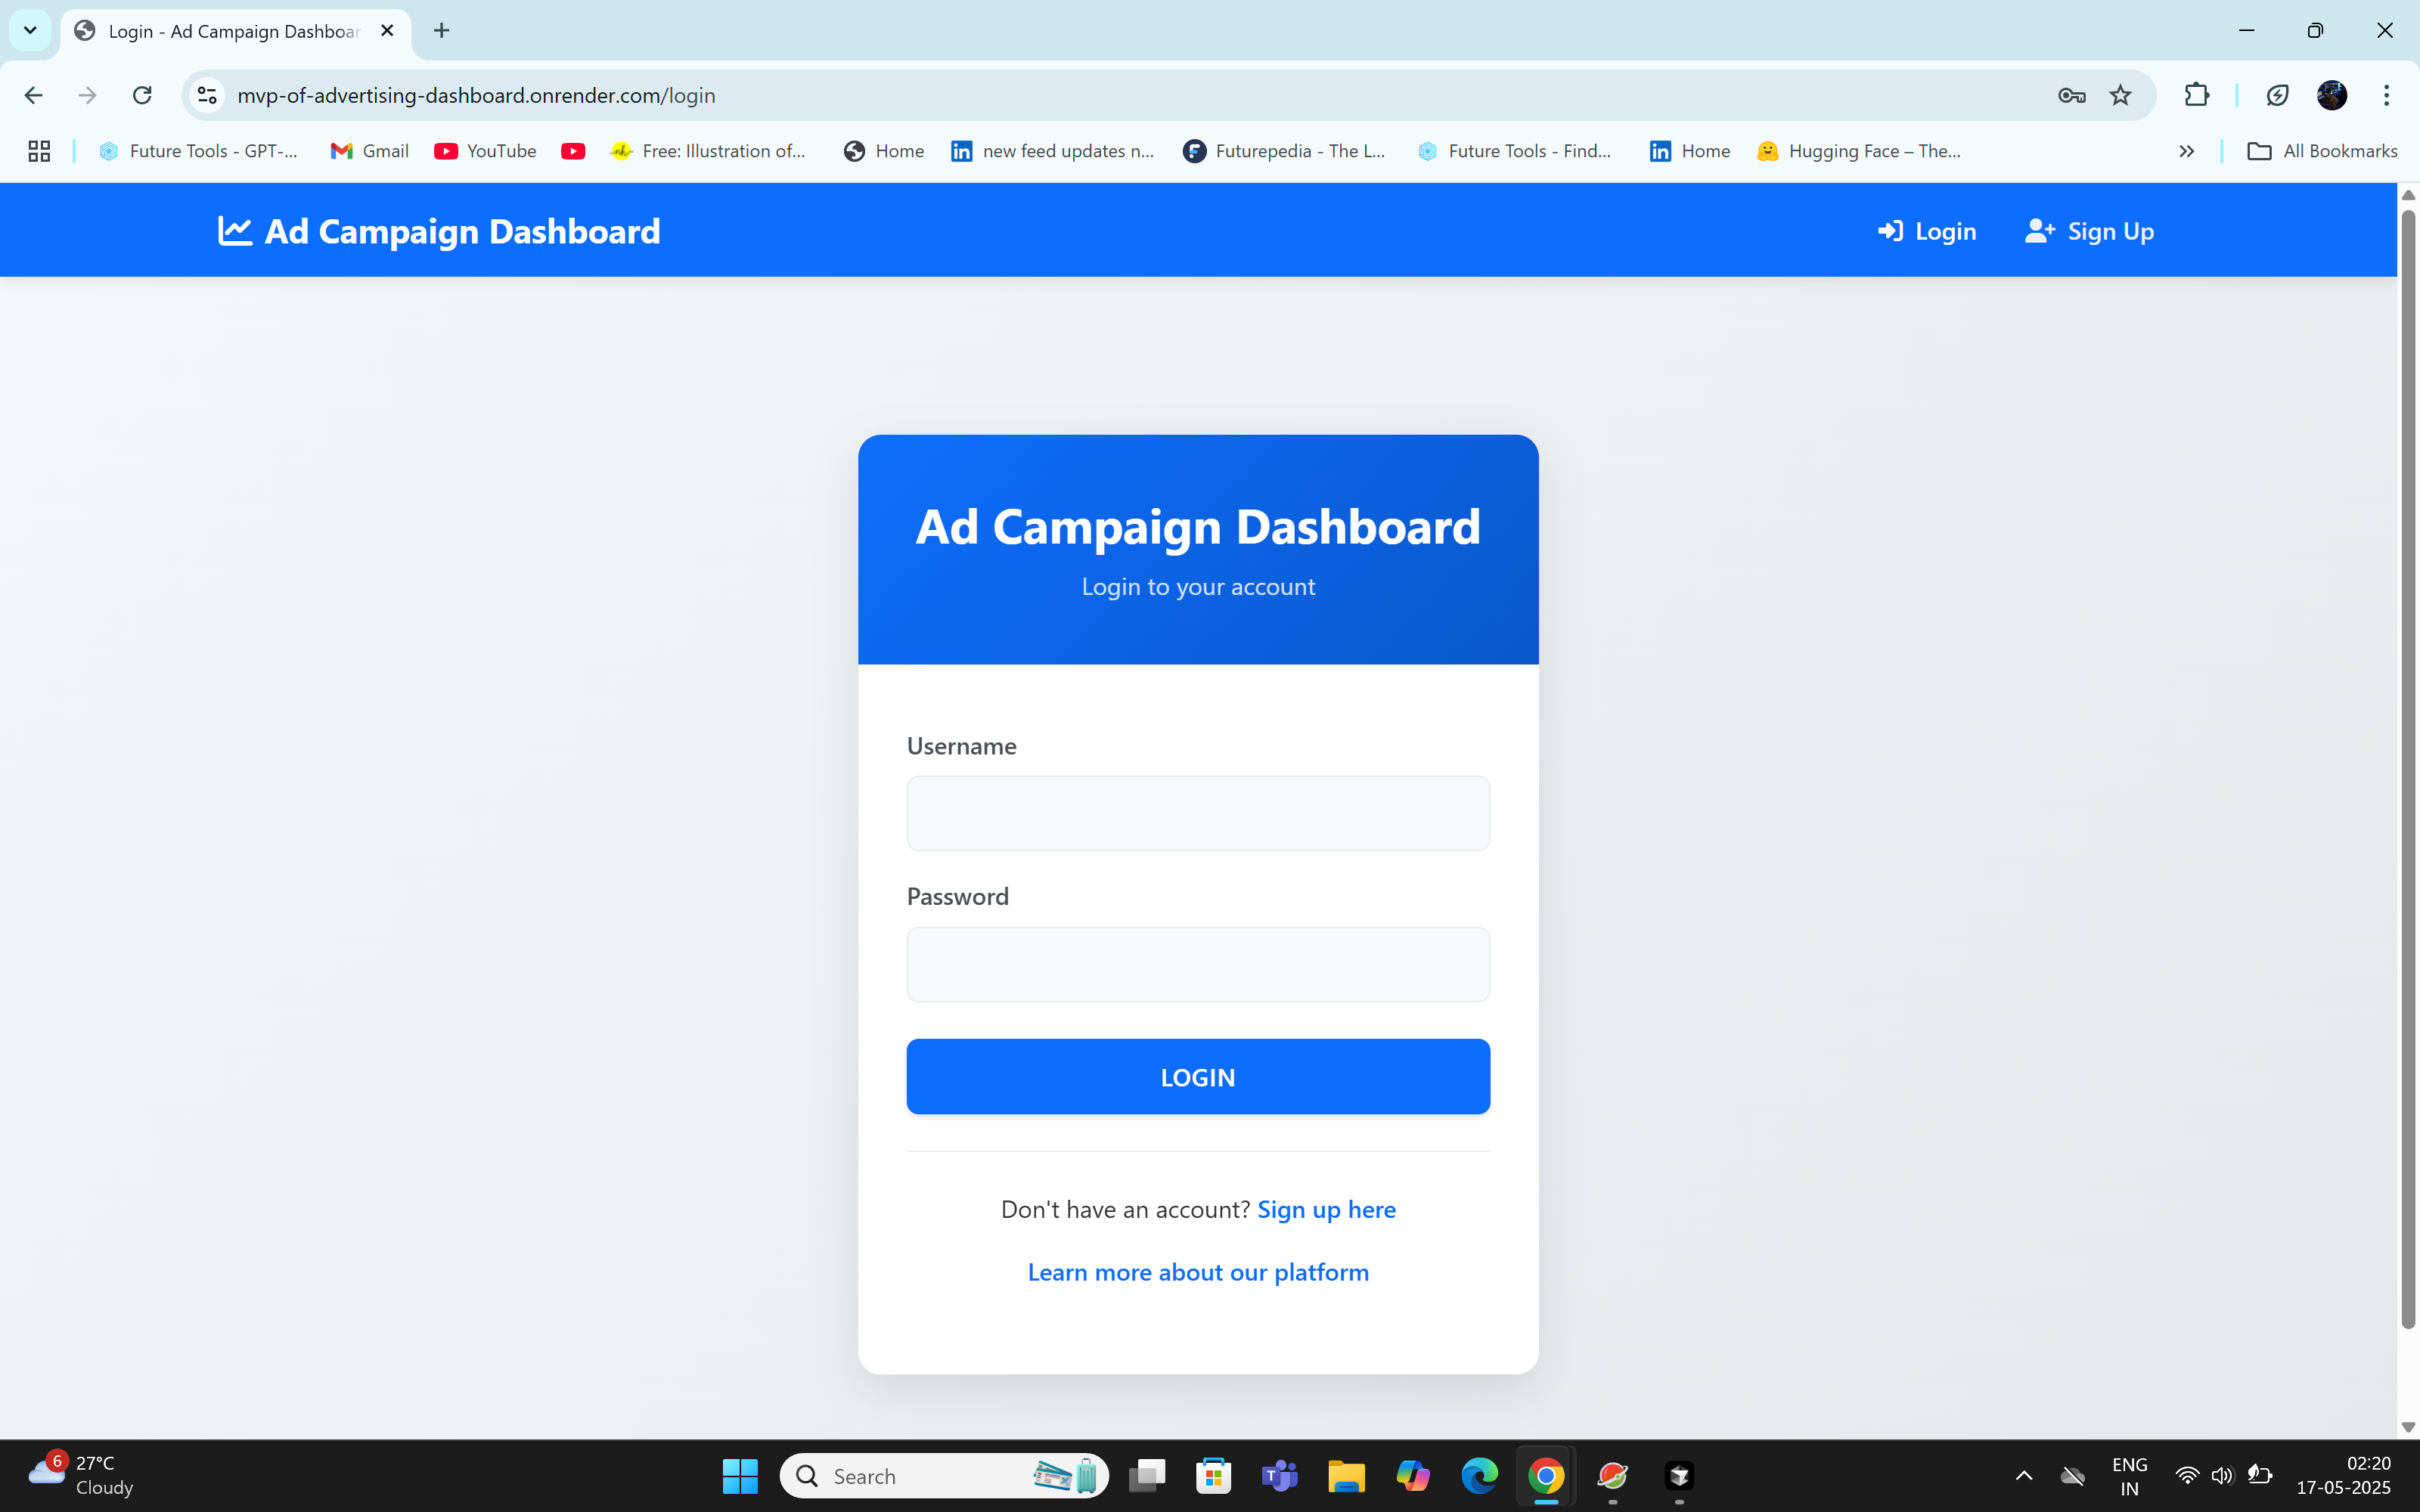 Login - Ad Campaign Dashboar
mvp-of-advertising-dashboard.onrender.com/login
Future Tools - GPT-...
Gmail
YouTube
Free: Illustration of...
Home
new feed updates n...
Futurepedia - The L...
Future Tools - Find...
Home
Hugging Face – The...
All Bookmarks
Ad Campaign Dashboard
Login
Sign Up
Ad Campaign Dashboard
Login to your account
Username
Password
LOGIN
Don't have an account? Sign up here
Learn more about our platform
6
27°C
Cloudy
Search
ENG
IN
02:20
17-05-2025